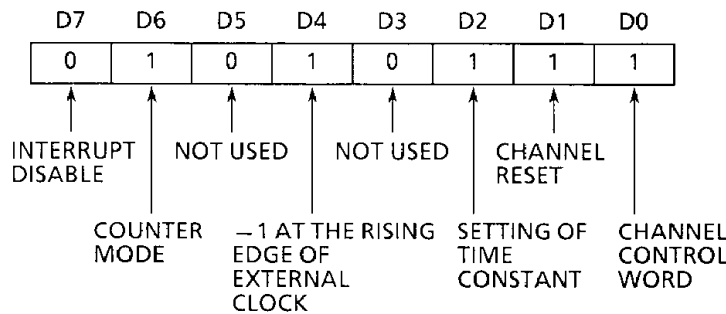 D7 D6 D5 D4 D3 D2 D1 D0
0 1 0 1 0 1 1 1
INTERRUPT
DISABLE
NOT USED
NOT USED
CHANNEL
RESET
COUNTER
MODE
−1 AT THE RISING
EDGE OF
EXTERNAL
CLOCK
SETTING OF
TIME
CONSTANT
CHANNEL
CONTROL
WORD